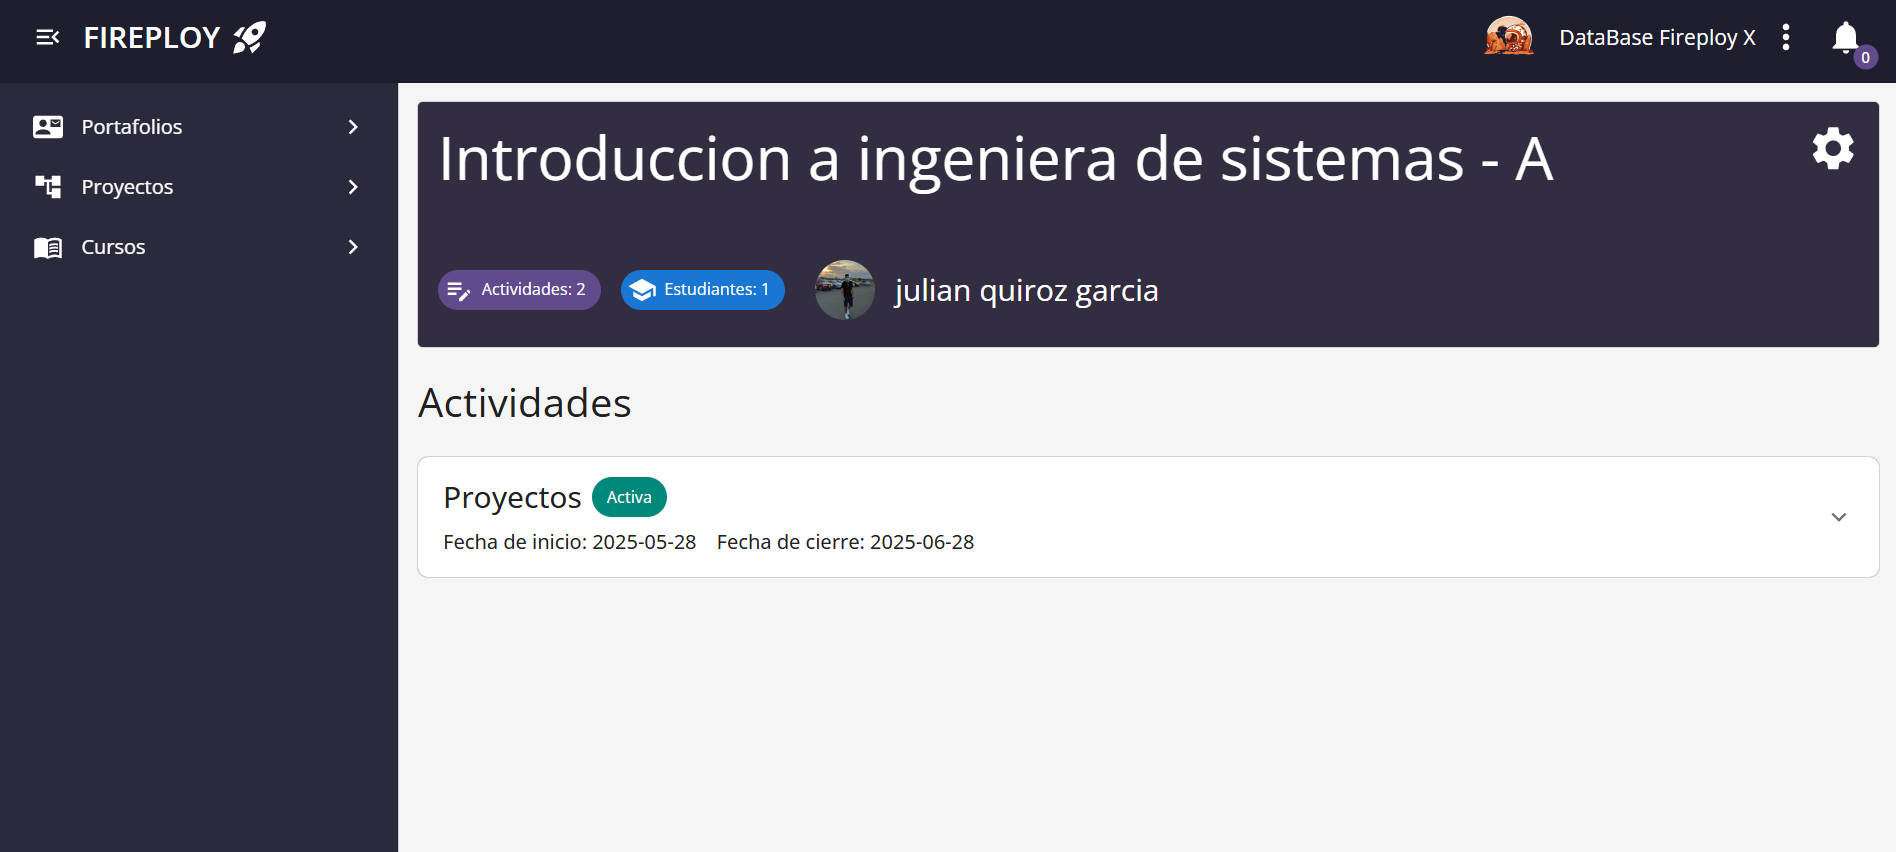 FIREPLOY
DataBase Fireploy X
0
Portafolios
Proyectos
Cursos
Introduccion a ingeniera de sistemas - A
Actividades: 2
Estudiantes: 1
julian quiroz garcia
Actividades
Proyectos
Activa
Fecha de inicio: 2025-05-28 Fecha de cierre: 2025-06-28